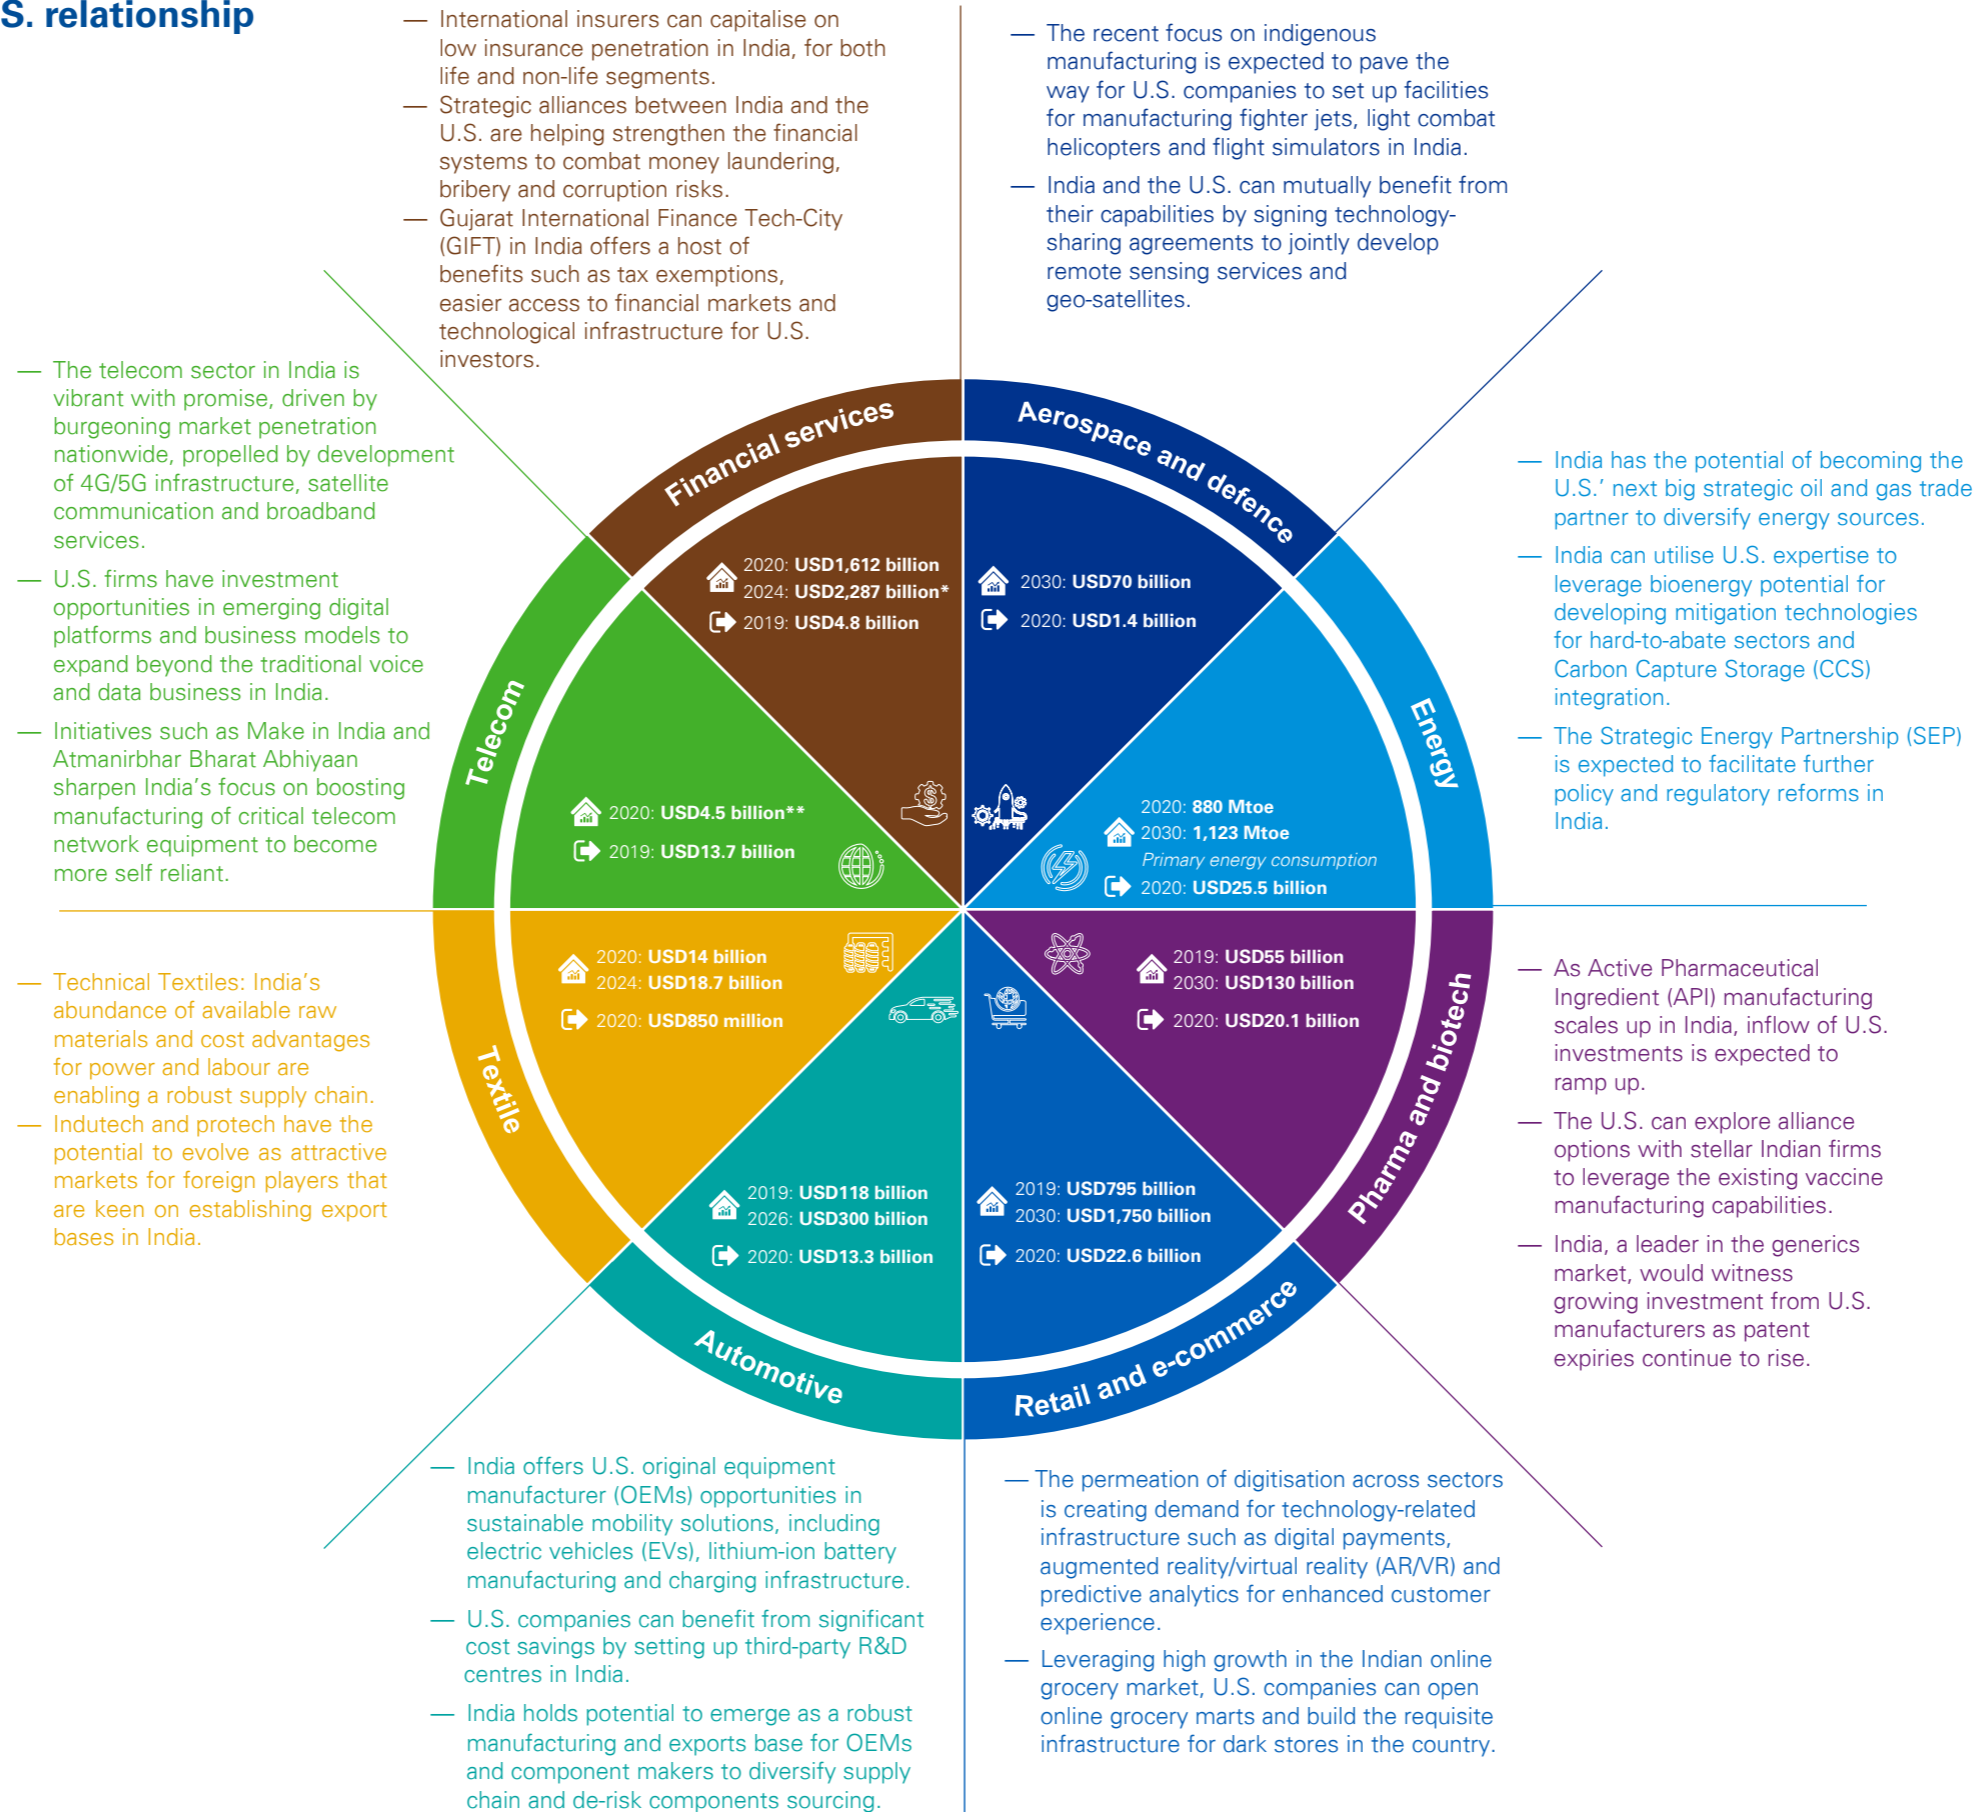 S. relationship
— International insurers can capitalise on
low insurance penetration in India, for both
life and non-life segments.
— Strategic alliances between India and the
U.S. are helping strengthen the financial
systems to combat money laundering,
bribery and corruption risks.
— Gujarat International Finance Tech-City
(GIFT) in India offers a host of
benefits such as tax exemptions,
easier access to financial markets and
technological infrastructure for U.S.
investors.
— The recent focus on indigenous
manufacturing is expected to pave the
way for U.S. companies to set up facilities
for manufacturing fighter jets, light combat
helicopters and flight simulators in India.
— India and the U.S. can mutually benefit from
their capabilities by signing technology-
sharing agreements to jointly develop
remote sensing services and
geo-satellites.
— The telecom sector in India is
vibrant with promise, driven by
burgeoning market penetration
nationwide, propelled by development
of 4G/5G infrastructure, satellite
communication and broadband
services.
— U.S. firms have investment
opportunities in emerging digital
platforms and business models to
expand beyond the traditional voice
and data business in India.
— Initiatives such as Make in India and
Atmanirbhar Bharat Abhiyaan
sharpen India's focus on boosting
manufacturing of critical telecom
network equipment to become
more self reliant.
Financial services
2020: USD1,612 billion
2024: USD2,287 billion*
2019: USD4.8 billion
Aerospace and defence
2030: USD70 billion
2020: USD1.4 billion
Telecom
2020: USD4.5 billion**
2019: USD13.7 billion
Energy
2020: 880 Mtoe
2030: 1,123 Mtoe
Primary energy consumption
2020: USD25.5 billion
— India has the potential of becoming the
U.S.' next big strategic oil and gas trade
partner to diversify energy sources.
— India can utilise U.S. expertise to
leverage bioenergy potential for
developing mitigation technologies
for hard-to-abate sectors and
Carbon Capture Storage (CCS)
integration.
— The Strategic Energy Partnership (SEP)
is expected to facilitate further
policy and regulatory reforms in
India.
— Technical Textiles: India's
abundance of available raw
materials and cost advantages
for power and labour are
enabling a robust supply chain.
— Indutech and protech have the
potential to evolve as attractive
markets for foreign players that
are keen on establishing export
bases in India.
Textile
2020: USD14 billion
2024: USD18.7 billion
2020: USD850 million
Pharma and biotech
2019: USD55 billion
2030: USD130 billion
2020: USD20.1 billion
— As Active Pharmaceutical
Ingredient (API) manufacturing
scales up in India, inflow of U.S.
investments is expected to
ramp up.
— The U.S. can explore alliance
options with stellar Indian firms
to leverage the existing vaccine
manufacturing capabilities.
— India, a leader in the generics
market, would witness
growing investment from U.S.
manufacturers as patent
expiries continue to rise.
Automotive
2019: USD118 billion
2026: USD300 billion
2020: USD13.3 billion
Retail and e-commerce
2019: USD795 billion
2030: USD1,750 billion
2020: USD22.6 billion
— India offers U.S. original equipment
manufacturer (OEMs) opportunities in
sustainable mobility solutions, including
electric vehicles (EVs), lithium-ion battery
manufacturing and charging infrastructure.
— U.S. companies can benefit from significant
cost savings by setting up third-party R&D
centres in India.
— India holds potential to emerge as a robust
manufacturing and exports base for OEMs
and component makers to diversify supply
chain and de-risk components sourcing.
— The permeation of digitisation across sectors
is creating demand for technology-related
infrastructure such as digital payments,
augmented reality/virtual reality (AR/VR) and
predictive analytics for enhanced customer
experience.
— Leveraging high growth in the Indian online
grocery market, U.S. companies can open
online grocery marts and build the requisite
infrastructure for dark stores in the country.